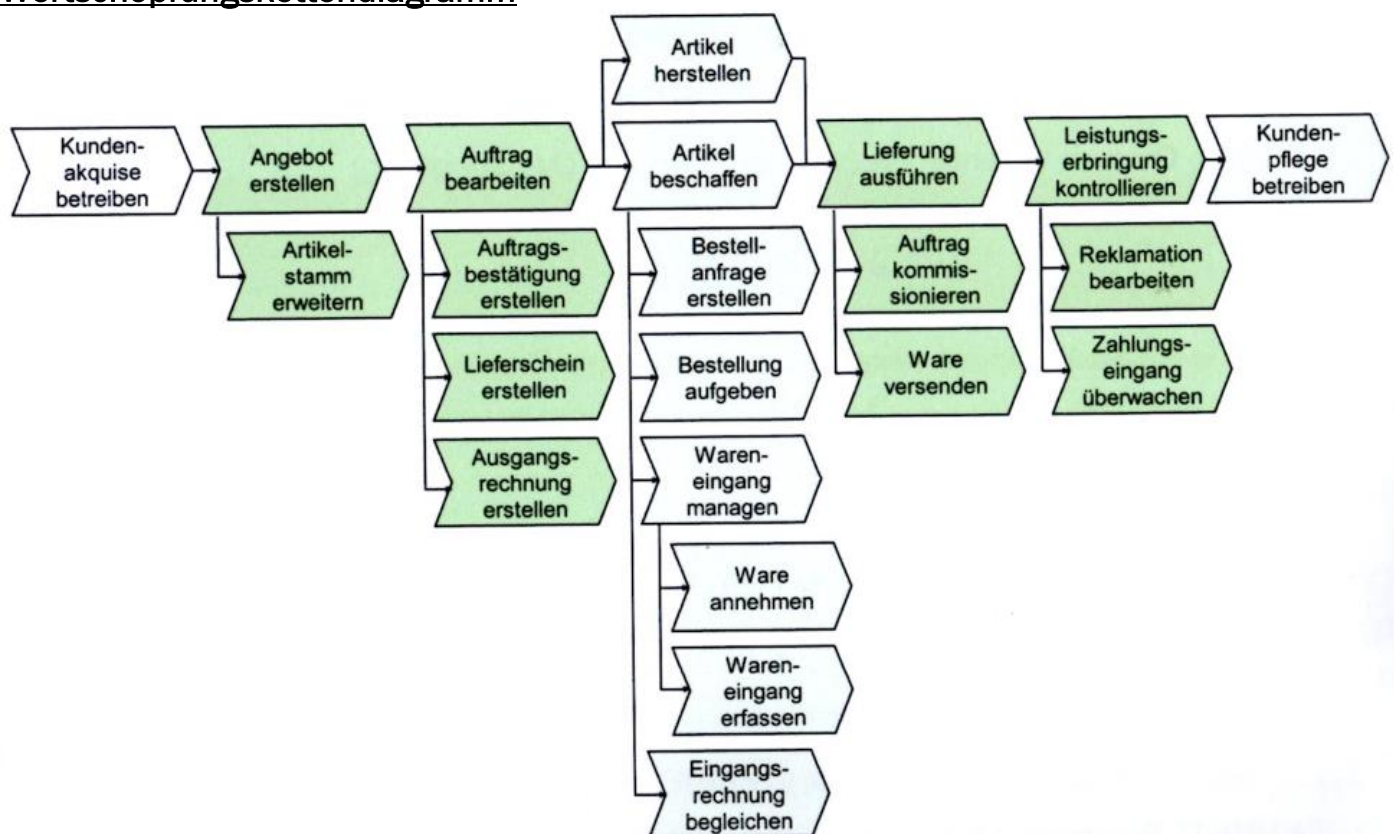 Wertschöpfungskettendiagramm
Artikel
herstellen
Kunden-
akquise
betreiben
Angebot
erstellen
Auftrag
bearbeiten
Artikel
beschaffen
Lieferung
ausführen
Leistungs-
erbringung
kontrollieren
Kunden-
pflege
betreiben
Artikel-
stamm
erweitern
Auftrags-
bestätigung
erstellen
Lieferschein
erstellen
Ausgangs-
rechnung
erstellen
Bestell-
anfrage
erstellen
Bestellung
aufgeben
Waren-
eingang
managen
Ware
annehmen
Waren-
eingang
erfassen
Eingangs-
rechnung
begleichen
Auftrag
kommis-
sionieren
Ware
versenden
Reklamation
bearbeiten
Zahlungs-
eingang
überwachen